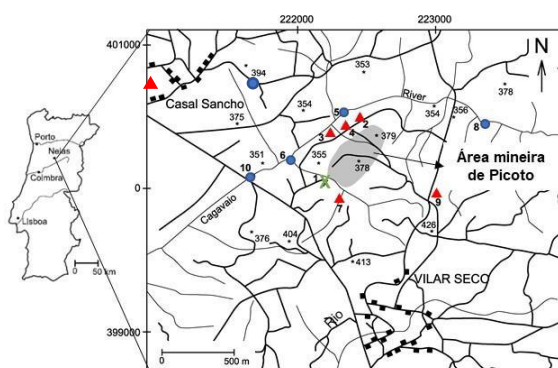 222000 223000
401000
N
353
394
River
378
Casal Sancho
354
354
356
5
2
8
375
3
4
379
Porto
Nelas
6
351
355
378
Área mineira
de Picoto
10
1
Coimbra
0
7
9
Cagavaio
Lisboa
376
404
426
413
VILAR SECO
0 50 km
Rio
399000
0 500 m